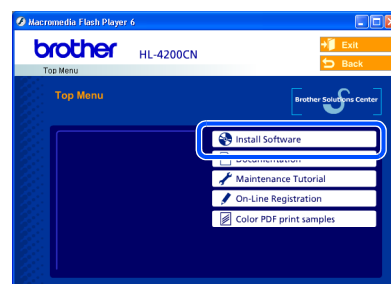 Macromedia Flash Player 6
brother
HL-4200CN
Exit
Back
Top Menu
Top Menu
Brother Solutions Center
Install Software
Documentation
Maintenance Tutorial
On-Line Registration
Color PDF print samples